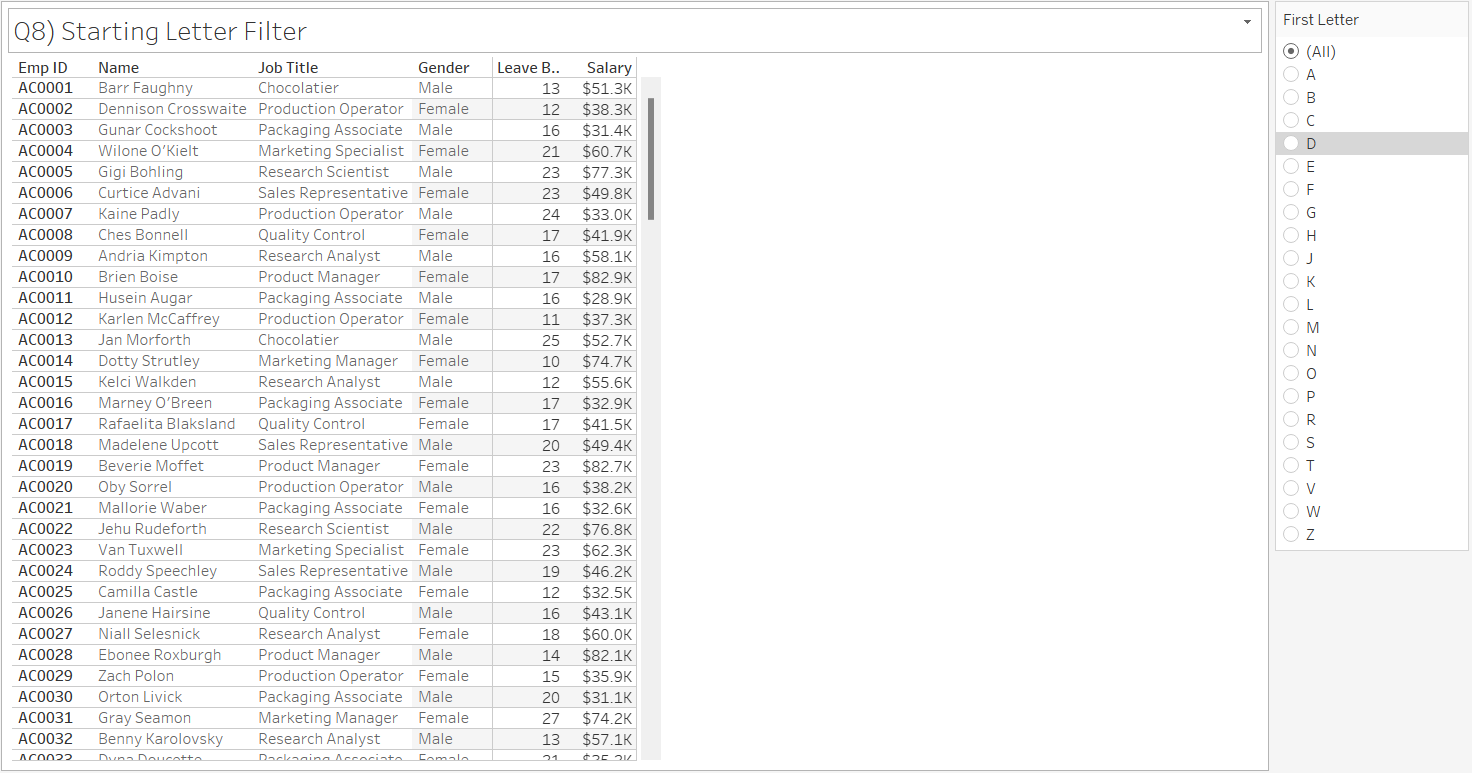 Q8) Starting Letter Filter
Emp ID Name Job Title Gender Leave B.. Salary
AC0001 Barr Faughny Chocolatier Male 13 $51.3K
AC0002 Dennison Crosswaite Production Operator Female 12 $38.3K
AC0003 Gunar Cockshoot Packaging Associate Male 16 $31.4K
AC0004 Wilone O’Kielt Marketing Specialist Female 21 $60.7K
AC0005 Gigi Bohling Research Scientist Male 23 $77.3K
AC0006 Curtice Advani Sales Representative Female 23 $49.8K
AC0007 Kaine Padly Production Operator Male 24 $33.0K
AC0008 Ches Bonnell Quality Control Female 17 $41.9K
AC0009 Andria Kimpton Research Analyst Male 16 $58.1K
AC0010 Brien Boise Product Manager Female 17 $82.9K
AC0011 Husein Augar Packaging Associate Male 16 $28.9K
AC0012 Karlen McCaffrey Production Operator Female 11 $37.3K
AC0013 Jan Morforth Chocolatier Male 25 $52.7K
AC0014 Dotty Strutley Marketing Manager Female 10 $74.7K
AC0015 Kelci Walkden Research Analyst Male 12 $55.6K
AC0016 Marney O’Breen Packaging Associate Female 17 $32.9K
AC0017 Rafaelita Blaksland Quality Control Female 17 $41.5K
AC0018 Madelene Upcott Sales Representative Male 20 $49.4K
AC0019 Beverie Moffet Product Manager Female 23 $82.7K
AC0020 Oby Sorrel Production Operator Male 16 $38.2K
AC0021 Mallorie Waber Packaging Associate Female 16 $32.6K
AC0022 Jehu Rudeforth Research Scientist Male 22 $76.8K
AC0023 Van Tuxwell Marketing Specialist Female 23 $62.3K
AC0024 Roddy Speechley Sales Representative Male 19 $46.2K
AC0025 Camilla Castle Packaging Associate Female 12 $32.5K
AC0026 Janene Hairsine Quality Control Male 16 $43.1K
AC0027 Niall Selesnick Research Analyst Female 18 $60.0K
AC0028 Ebonee Roxburgh Product Manager Male 14 $82.1K
AC0029 Zach Polon Production Operator Female 15 $35.9K
AC0030 Orton Livick Packaging Associate Male 20 $31.1K
AC0031 Gray Seamon Marketing Manager Female 27 $74.2K
AC0032 Benny Karolovsky Research Analyst Male 13 $57.1K
AC0033 Packaging Associate Female
First Letter
(All)
A
B
C
D
E
F
G
H
J
K
L
M
N
O
P
R
S
T
V
W
Z